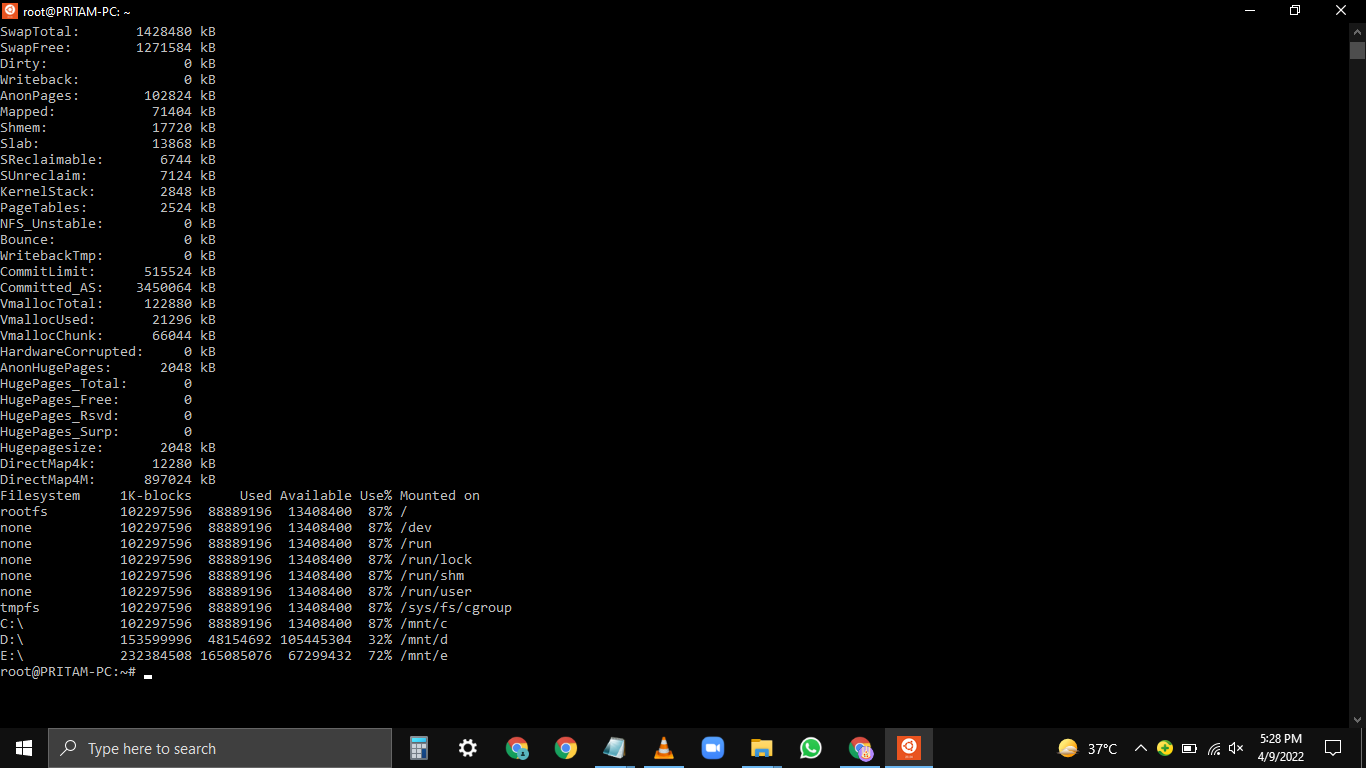 root@PRITAM-PC: ~
SwapTotal:       1428480 kB
SwapFree:        1271584 kB
Dirty:                 0 kB
Writeback:             0 kB
AnonPages:        102824 kB
Mapped:            71404 kB
Shmem:             17720 kB
Slab:              13868 kB
SReclaimable:       6744 kB
SUnreclaim:         7124 kB
KernelStack:        2848 kB
PageTables:         2524 kB
NFS_Unstable:          0 kB
Bounce:                0 kB
WritebackTmp:          0 kB
CommitLimit:      515524 kB
Committed_AS:    3450064 kB
VmallocTotal:     122880 kB
VmallocUsed:       21296 kB
VmallocChunk:      66044 kB
HardwareCorrupted:     0 kB
AnonHugePages:      2048 kB
HugePages_Total:       0
HugePages_Free:        0
HugePages_Rsvd:        0
HugePages_Surp:        0
Hugepagesize:       2048 kB
DirectMap4k:       12280 kB
DirectMap4M:      897024 kB
Filesystem     1K-blocks      Used Available Use% Mounted on
rootfs         102297596  88889196  13408400  87% /
none           102297596  88889196  13408400  87% /dev
none           102297596  88889196  13408400  87% /run
none           102297596  88889196  13408400  87% /run/lock
none           102297596  88889196  13408400  87% /run/shm
none           102297596  88889196  13408400  87% /run/user
tmpfs          102297596  88889196  13408400  87% /sys/fs/cgroup
C:\            102297596  88889196  13408400  87% /mnt/c
D:\            153599996  48154692 105445304  32% /mnt/d
E:\            232384508 165085076  67299432  72% /mnt/e
root@PRITAM-PC:~#
Type here to search
37°C
5:28 PM
4/9/2022